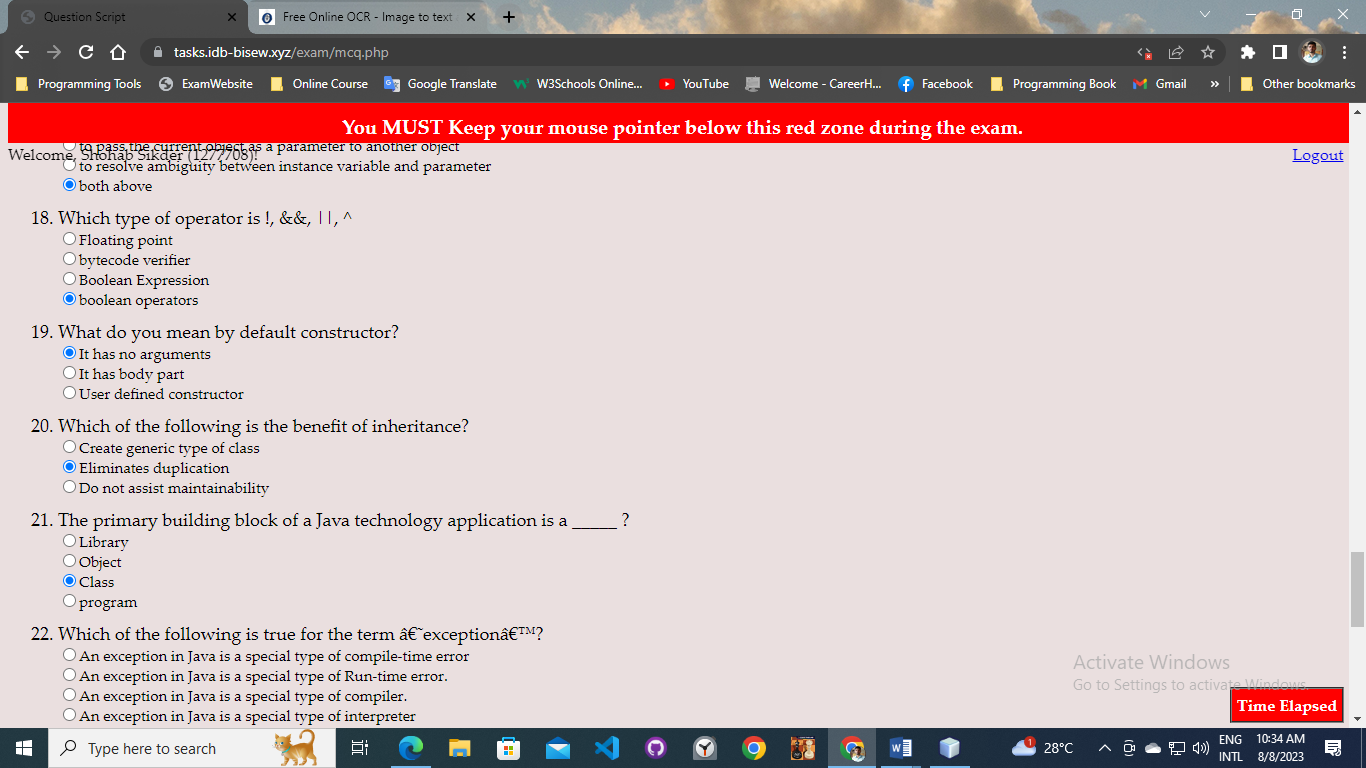 Question Script
Free Online OCR - Image to text
tasks.idb-bisew.xyz/exam/mcq.php
Programming Tools
ExamWebsite
Online Course
Google Translate
W3Schools Online...
YouTube
Welcome - CareerH...
Facebook
Programming Book
Gmail
»
Other bookmarks
You MUST Keep your mouse pointer below this red zone during the exam.
to pass the current object as a parameter to another object
Welcome, Shohab Sikder (1277708)!
Logout
to resolve ambiguity between instance variable and parameter
both above
18. Which type of operator is !, &&, ||, ^
Floating point
bytecode verifier
Boolean Expression
boolean operators
19. What do you mean by default constructor?
It has no arguments
It has body part
User defined constructor
20. Which of the following is the benefit of inheritance?
Create generic type of class
Eliminates duplication
Do not assist maintainability
21. The primary building block of a Java technology application is a _____ ?
Library
Object
Class
program
22. Which of the following is true for the term â€˜exceptionâ€™?
An exception in Java is a special type of compile-time error
An exception in Java is a special type of Run-time error.
An exception in Java is a special type of compiler.
An exception in Java is a special type of interpreter
Activate Windows
Go to Settings to activate Windows.
Time Elapsed
Type here to search
1
28°C
ENG
INTL
10:34 AM
8/8/2023